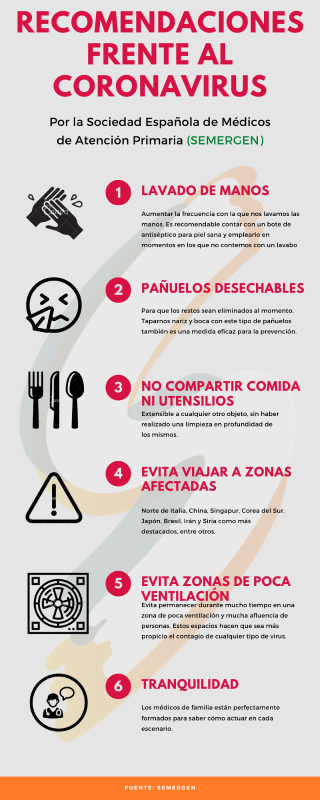 RECOMENDACIONES
FRENTE AL
CORONAVIRUS
Por la Sociedad Española de Médicos
de Atención Primaria (SEMERGEN)
1
LAVADO DE MANOS
Aumentar la frecuencia con la que nos lavamos las
manos. Es recomendable contar con un bote de
antiséptico para piel sana y emplearlo en
momentos en los que no contemos con un lavabo
2
PAÑUELOS DESECHABLES
Para que los restos sean eliminados al momento.
Taparnos nariz y boca con este tipo de pañuelos
también es una medida eficaz para la prevención.
3
NO COMPARTIR COMIDA
NI UTENSILIOS
Extensible a cualquier otro objeto, sin haber
realizado una limpieza en profundidad de
los mismos.
4
EVITA VIAJAR A ZONAS
AFECTADAS
Norte de Italia, China, Singapur, Corea del Sur,
Japón, Brasil, Irán y Siria como más
destacados, entre otros.
5
EVITA ZONAS DE POCA
VENTILACIÓN
Evita permanecer durante mucho tiempo en una
zona de poca ventilación y mucha afluencia de
personas. Estos espacios hacen que sea más
propicio el contagio de cualquier tipo de virus.
6
TRANQUILIDAD
Los médicos de familia están perfectamente
formados para saber cómo actuar en cada
escenario.
FUENTE: SEMERGEN